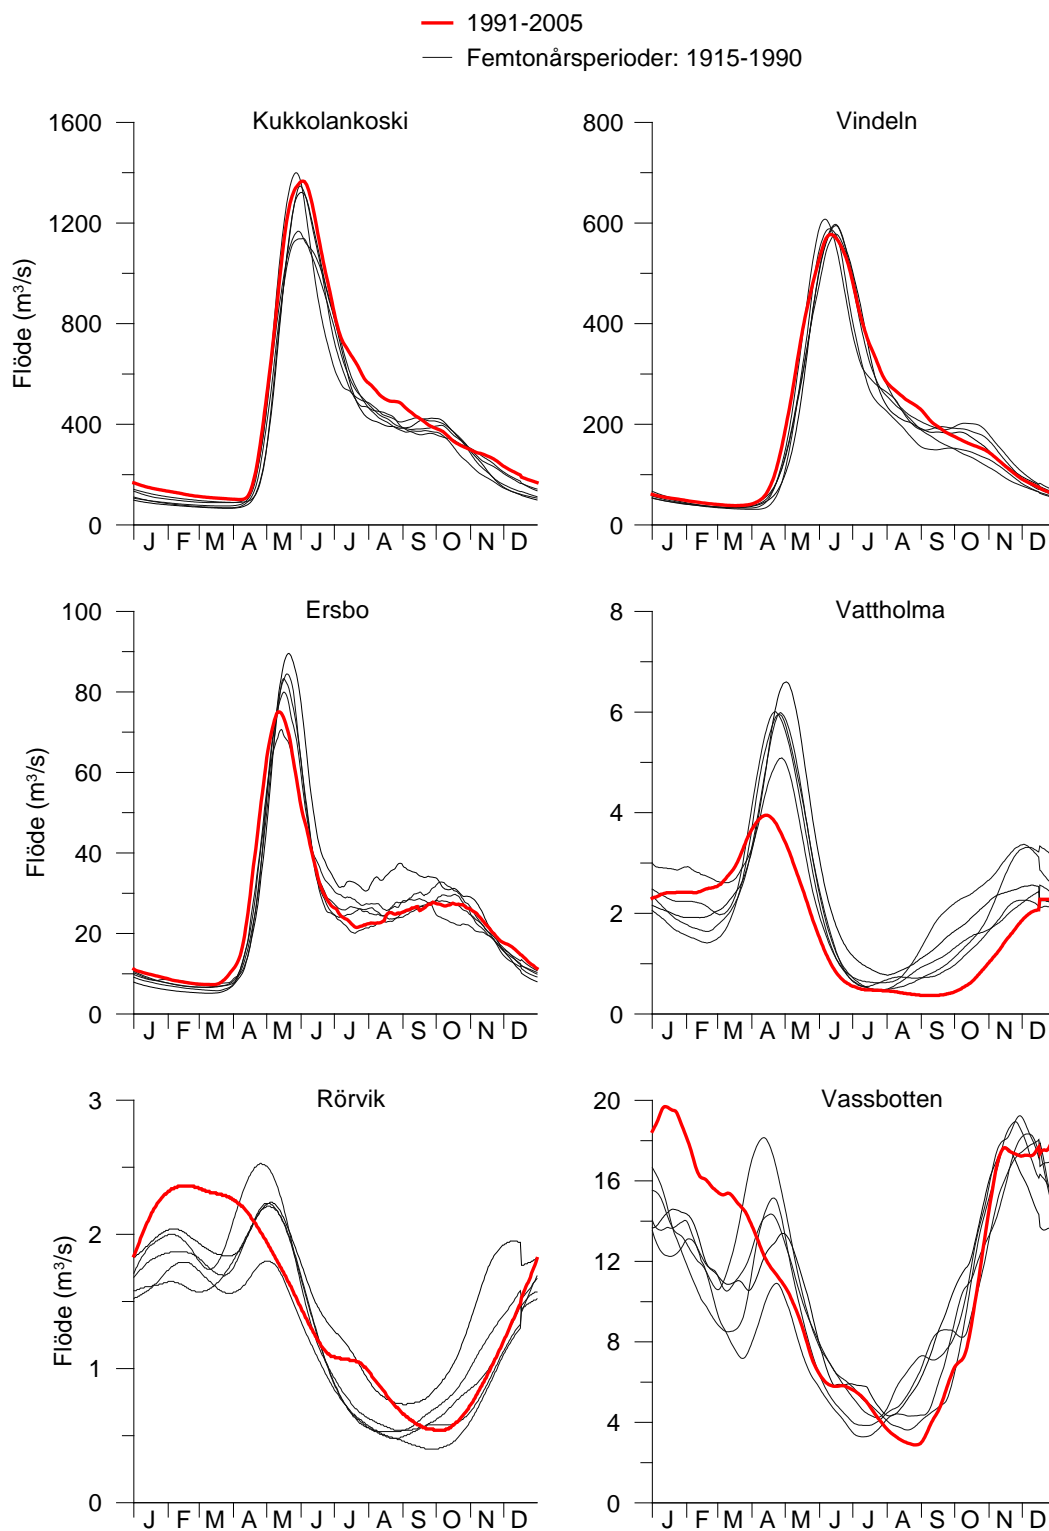 1991-2005
Femtonårsperioder: 1915-1990
Kukkolankoski
Vindeln
1600
1200
800
400
0
Flöde (m³/s)
J F M A M J J A S O N D
800
600
400
200
0
J F M A M J J A S O N D
Ersbo
Vattholma
100
80
60
40
20
0
Flöde (m³/s)
J F M A M J J A S O N D
8
6
4
2
0
J F M A M J J A S O N D
Rörvik
Vassbotten
3
2
1
0
Flöde (m³/s)
J F M A M J J A S O N D
20
16
12
8
4
0
J F M A M J J A S O N D